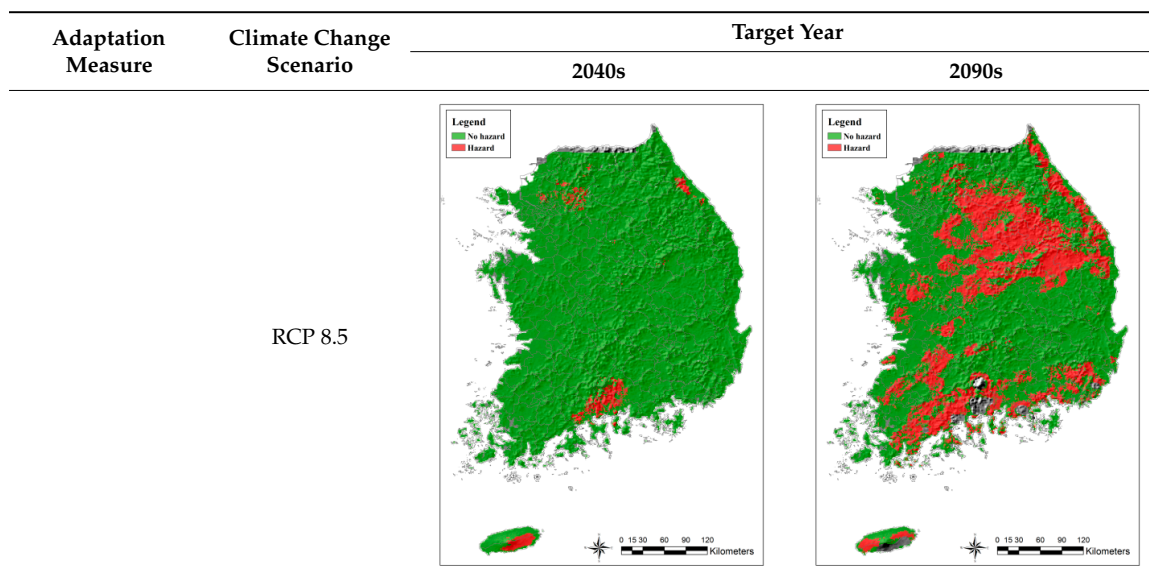 Adaptation Measure
Climate Change Scenario
Target Year
2040s
2090s
RCP 8.5
Legend
No hazard
Hazard
0 15 30 60 90 120
Kilometers
Legend
No hazard
Hazard
0 15 30 60 90 120
Kilometers